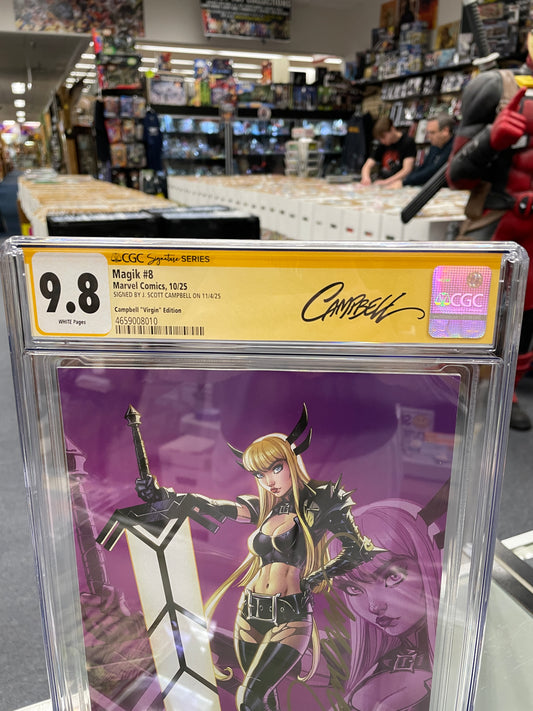 CGC Signature SERIES
9.8
WHITE Pages
Magik #8
Marvel Comics, 10/25
SIGNED BY J. SCOTT CAMPBELL ON 11/4/25
Campbell "Virgin" Edition
4659008010
CAMPBELL
CGC